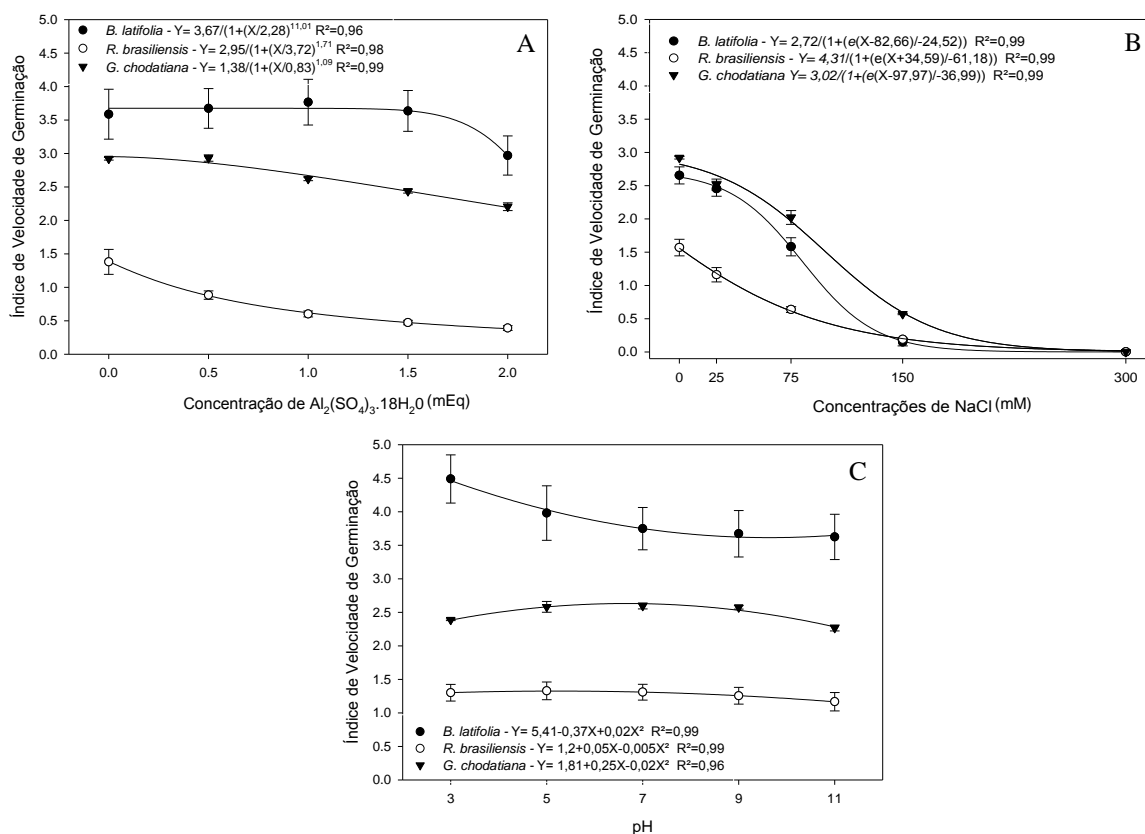 A
B. latifolia - Y= 3,67/(1+(X/2,28)^11,01 R²=0,96
R. brasiliensis - Y= 2,95/(1+(X/3,72)^1,71 R²=0,98
G. chodatiana - Y= 1,38/(1+(X/0,83)^1,09 R²=0,99
Índice de Velocidade de Germinação
5.0
4.5
4.0
3.5
3.0
2.5
2.0
1.5
1.0
0.5
0.0
0.0 0.5 1.0 1.5 2.0
Concentração de Al₂(SO₄)₃.18H₂0 (mEq)
B
B. latifolia - Y= 2,72/(1+(e(X-82,66)/-24,52)) R²=0,99
R. brasiliensis - Y= 4,31/(1+(e(X+34,59)/-61,18)) R²=0,99
G. chodatiana Y= 3,02/(1+(e(X-97,97)/-36,99)) R²=0,99
Índice de Velocidade de Germinação
5.0
4.5
4.0
3.5
3.0
2.5
2.0
1.5
1.0
0.5
0.0
0 25 75 150 300
Concentrações de NaCl (mM)
C
Índice de Velocidade de Germinação
5.0
4.5
4.0
3.5
3.0
2.5
2.0
1.5
1.0
0.5
0.0
B. latifolia - Y= 5,41-0,37X+0,02X² R²=0,99
R. brasiliensis - Y= 1,2+0,05X-0,005X² R²=0,99
G. chodatiana - Y= 1,81+0,25X-0,02X² R²=0,96
3 5 7 9 11
pH